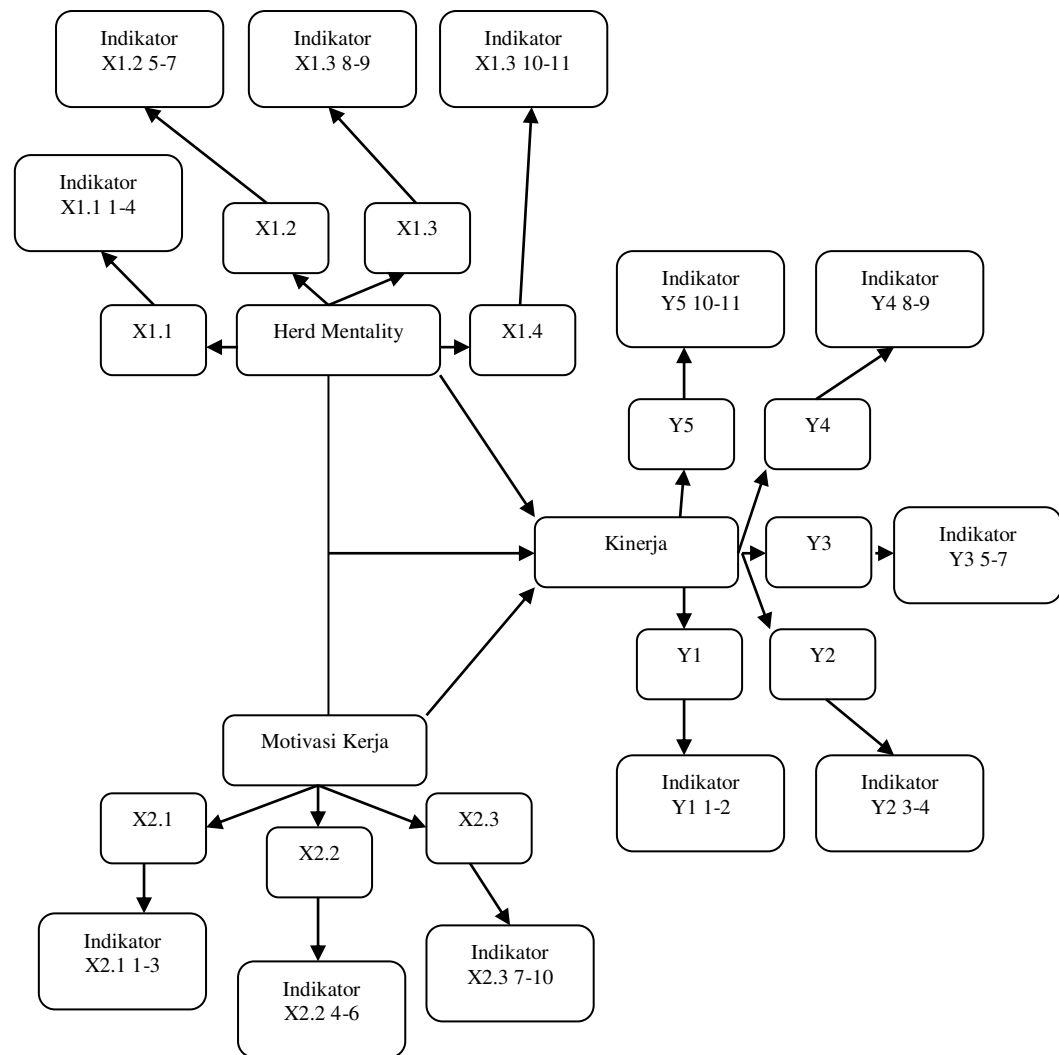 Indikator
X1.2 5-7
Indikator
X1.3 8-9
Indikator
X1.3 10-11
Indikator
X1.1 1-4
X1.2
X1.3
Indikator
Y5 10-11
Indikator
Y4 8-9
X1.1
Herd Mentality
X1.4
Y5
Y4
Kinerja
Y3
Indikator
Y3 5-7
Y1
Y2
Motivasi Kerja
Indikator
Y1 1-2
Indikator
Y2 3-4
X2.1
X2.2
X2.3
Indikator
X2.1 1-3
Indikator
X2.2 4-6
Indikator
X2.3 7-10